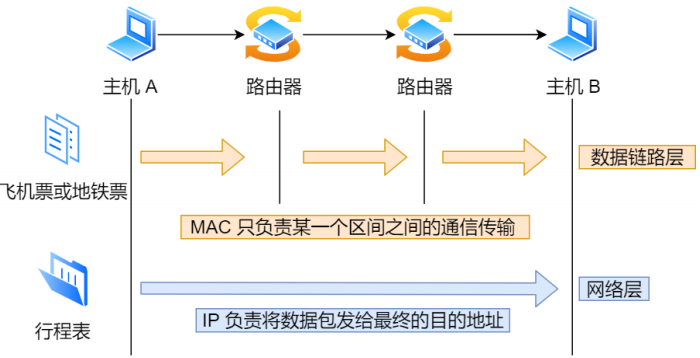 主机 A
路由器
路由器
主机 B
飞机票或地铁票
数据链路层
MAC 只负责某一个区间之间的通信传输
行程表
网络层
IP 负责将数据包发给最终的目的地址